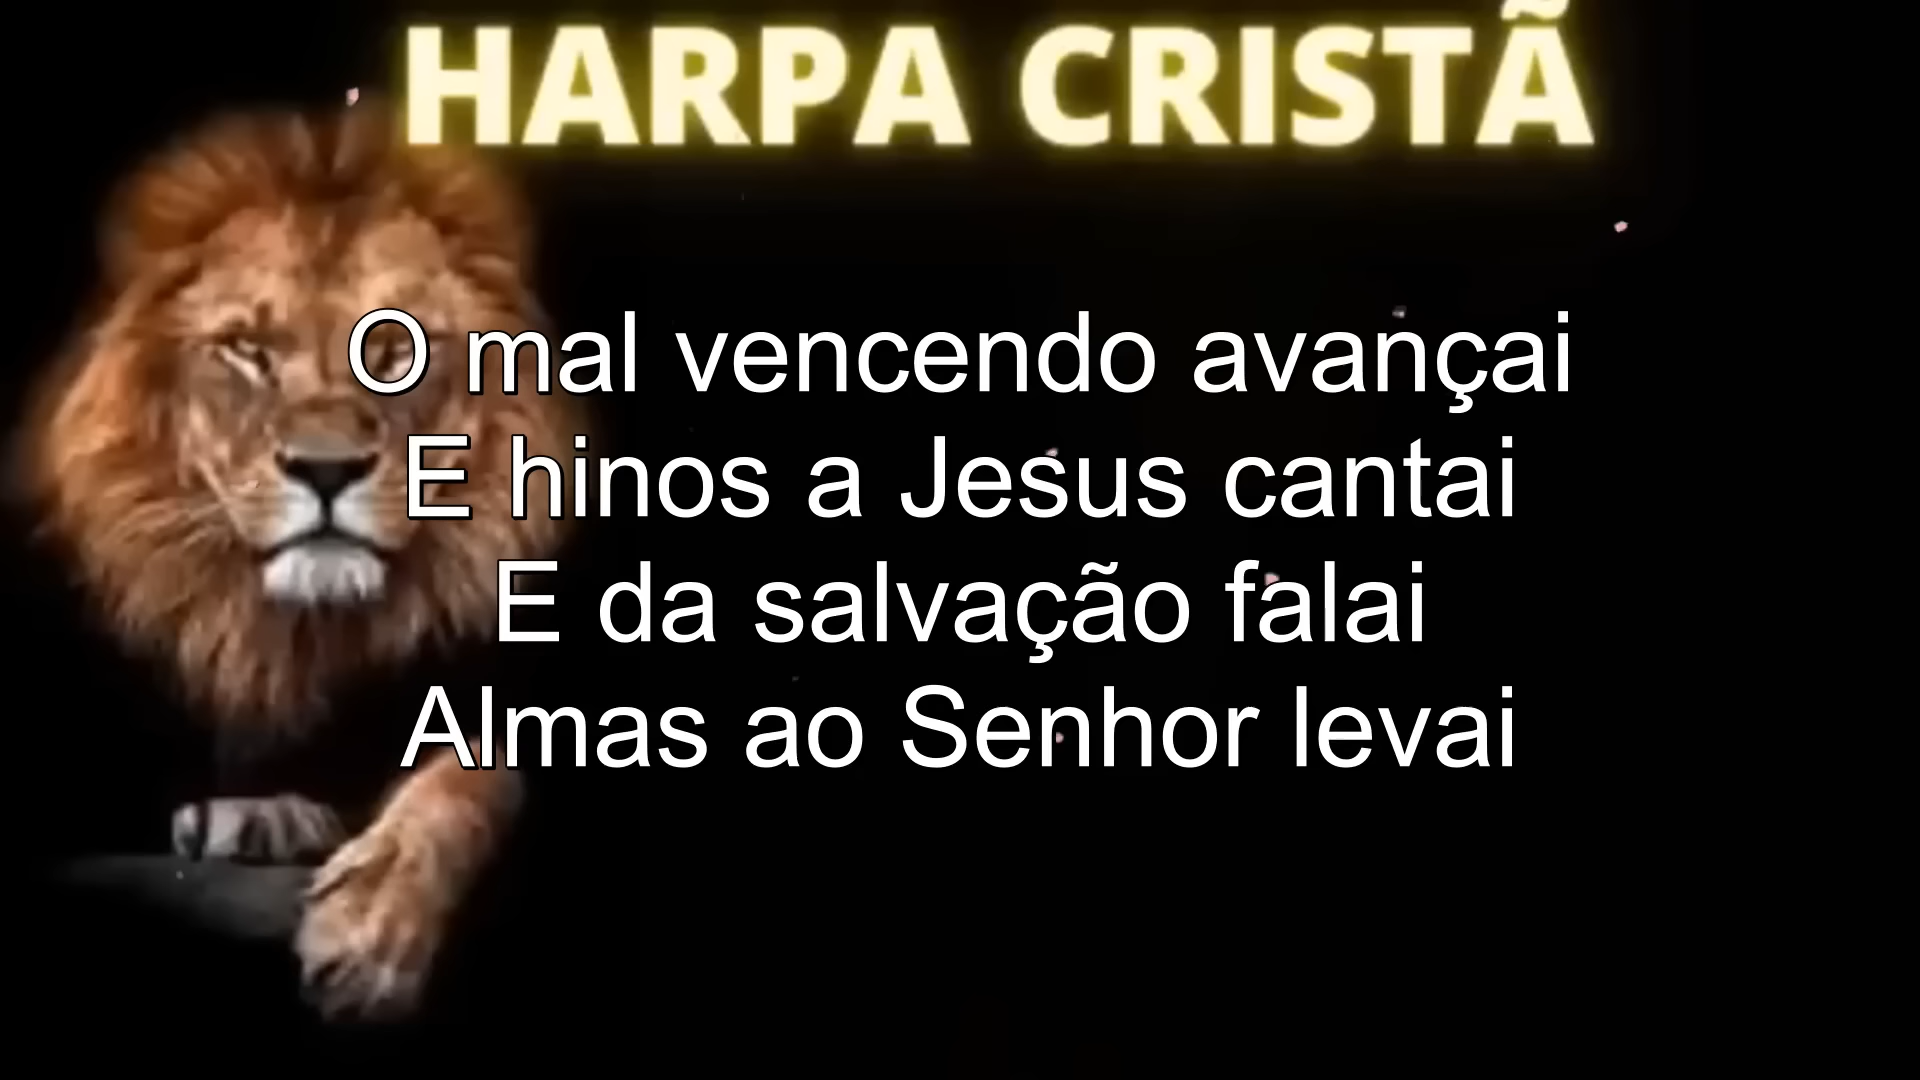 HARPA CRISTÃ
O mal vencendo avançai
E hinos a Jesus cantai
E da salvação falai
Almas ao Senhor levai